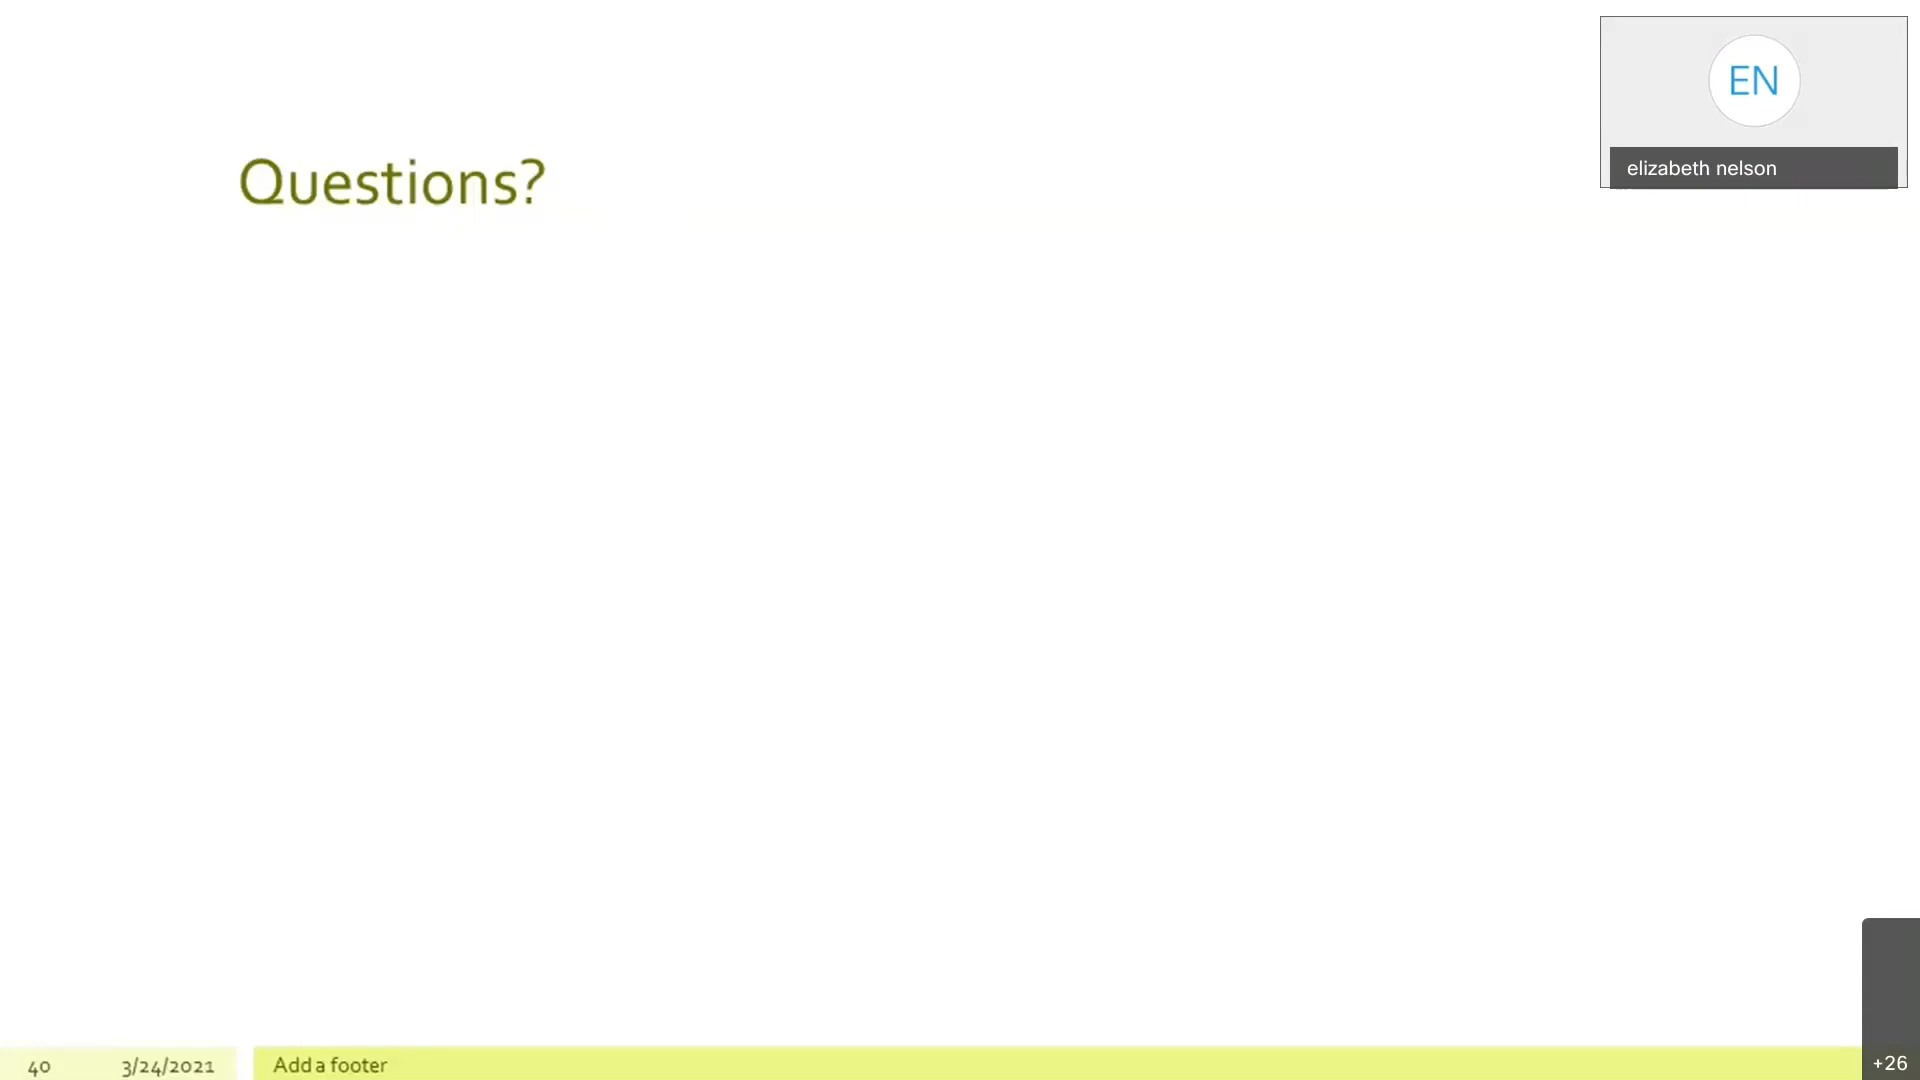 EN
elizabeth nelson
Questions?
40 3/24/2021 Add a footer
+26